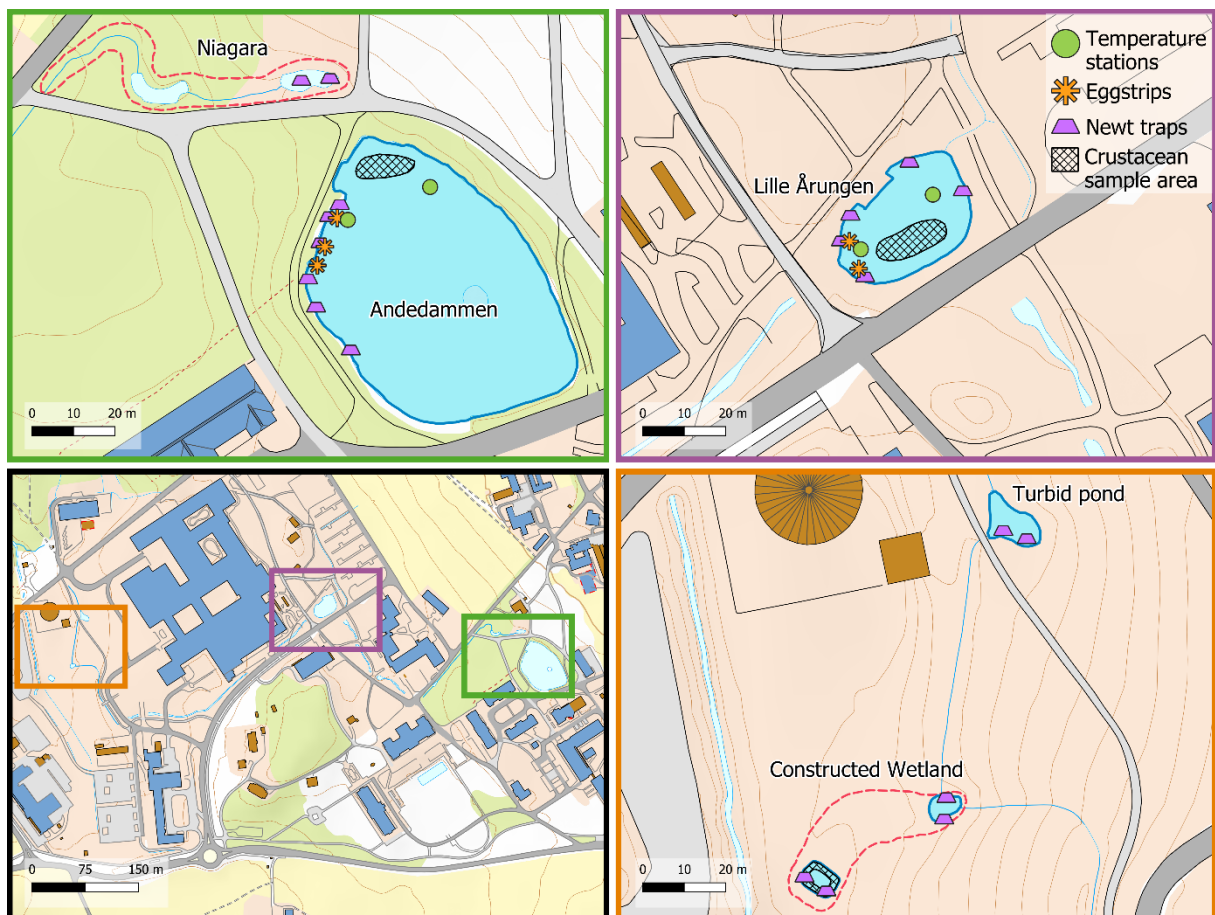 Niagara
Andedammen
0 10 20 m
Temperature
stations
Eggstrips
Newt traps
Crustacean
sample area
Lille Årungen
0 10 20 m
0 75 150 m
Turbid pond
Constructed Wetland
0 10 20 m